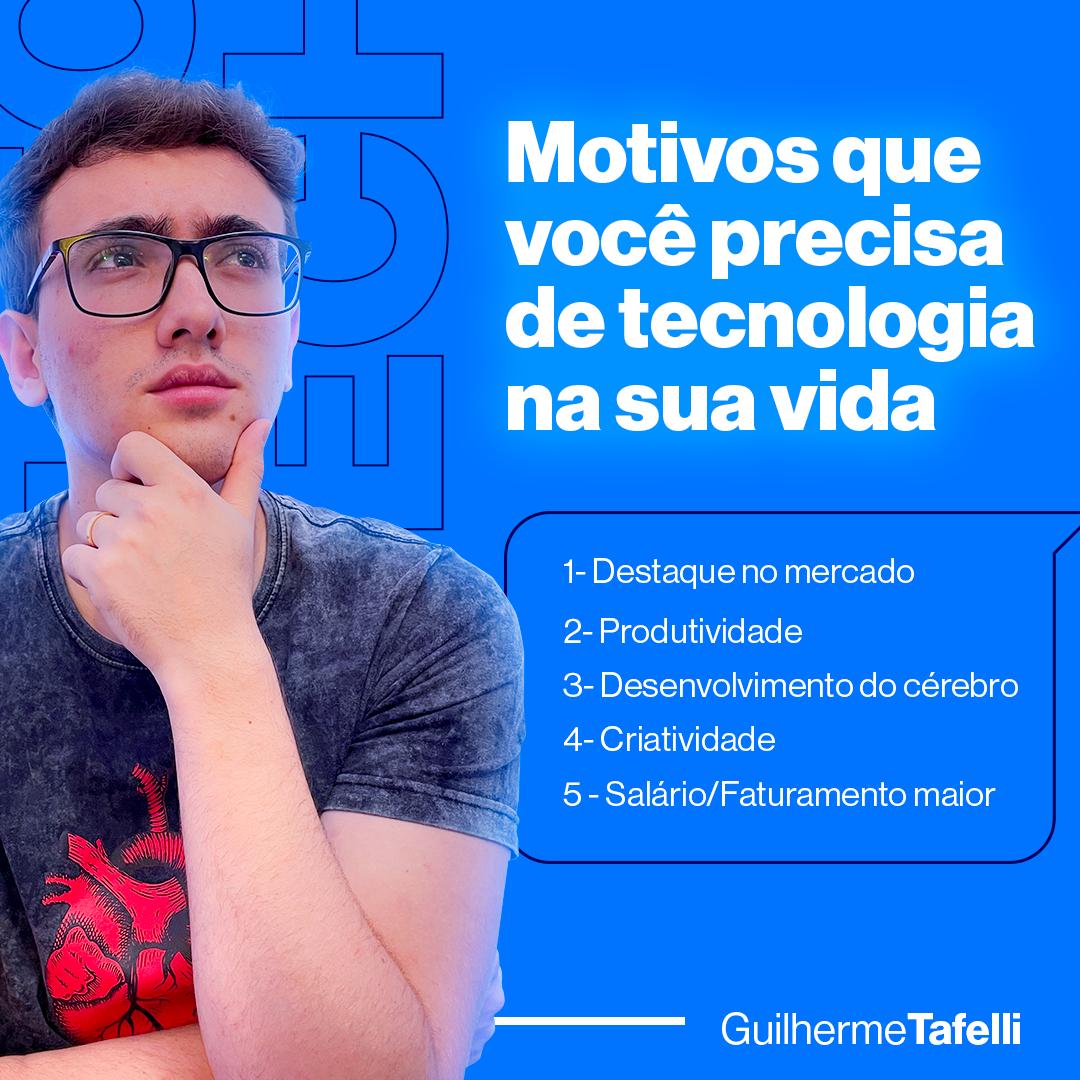 Motivos que
você precisa
de tecnologia
na sua vida
1- Destaque no mercado
2- Produtividade
3- Desenvolvimento do cérebro
4- Criatividade
5 - Salário/Faturamento maior
GuilhermeTafelli